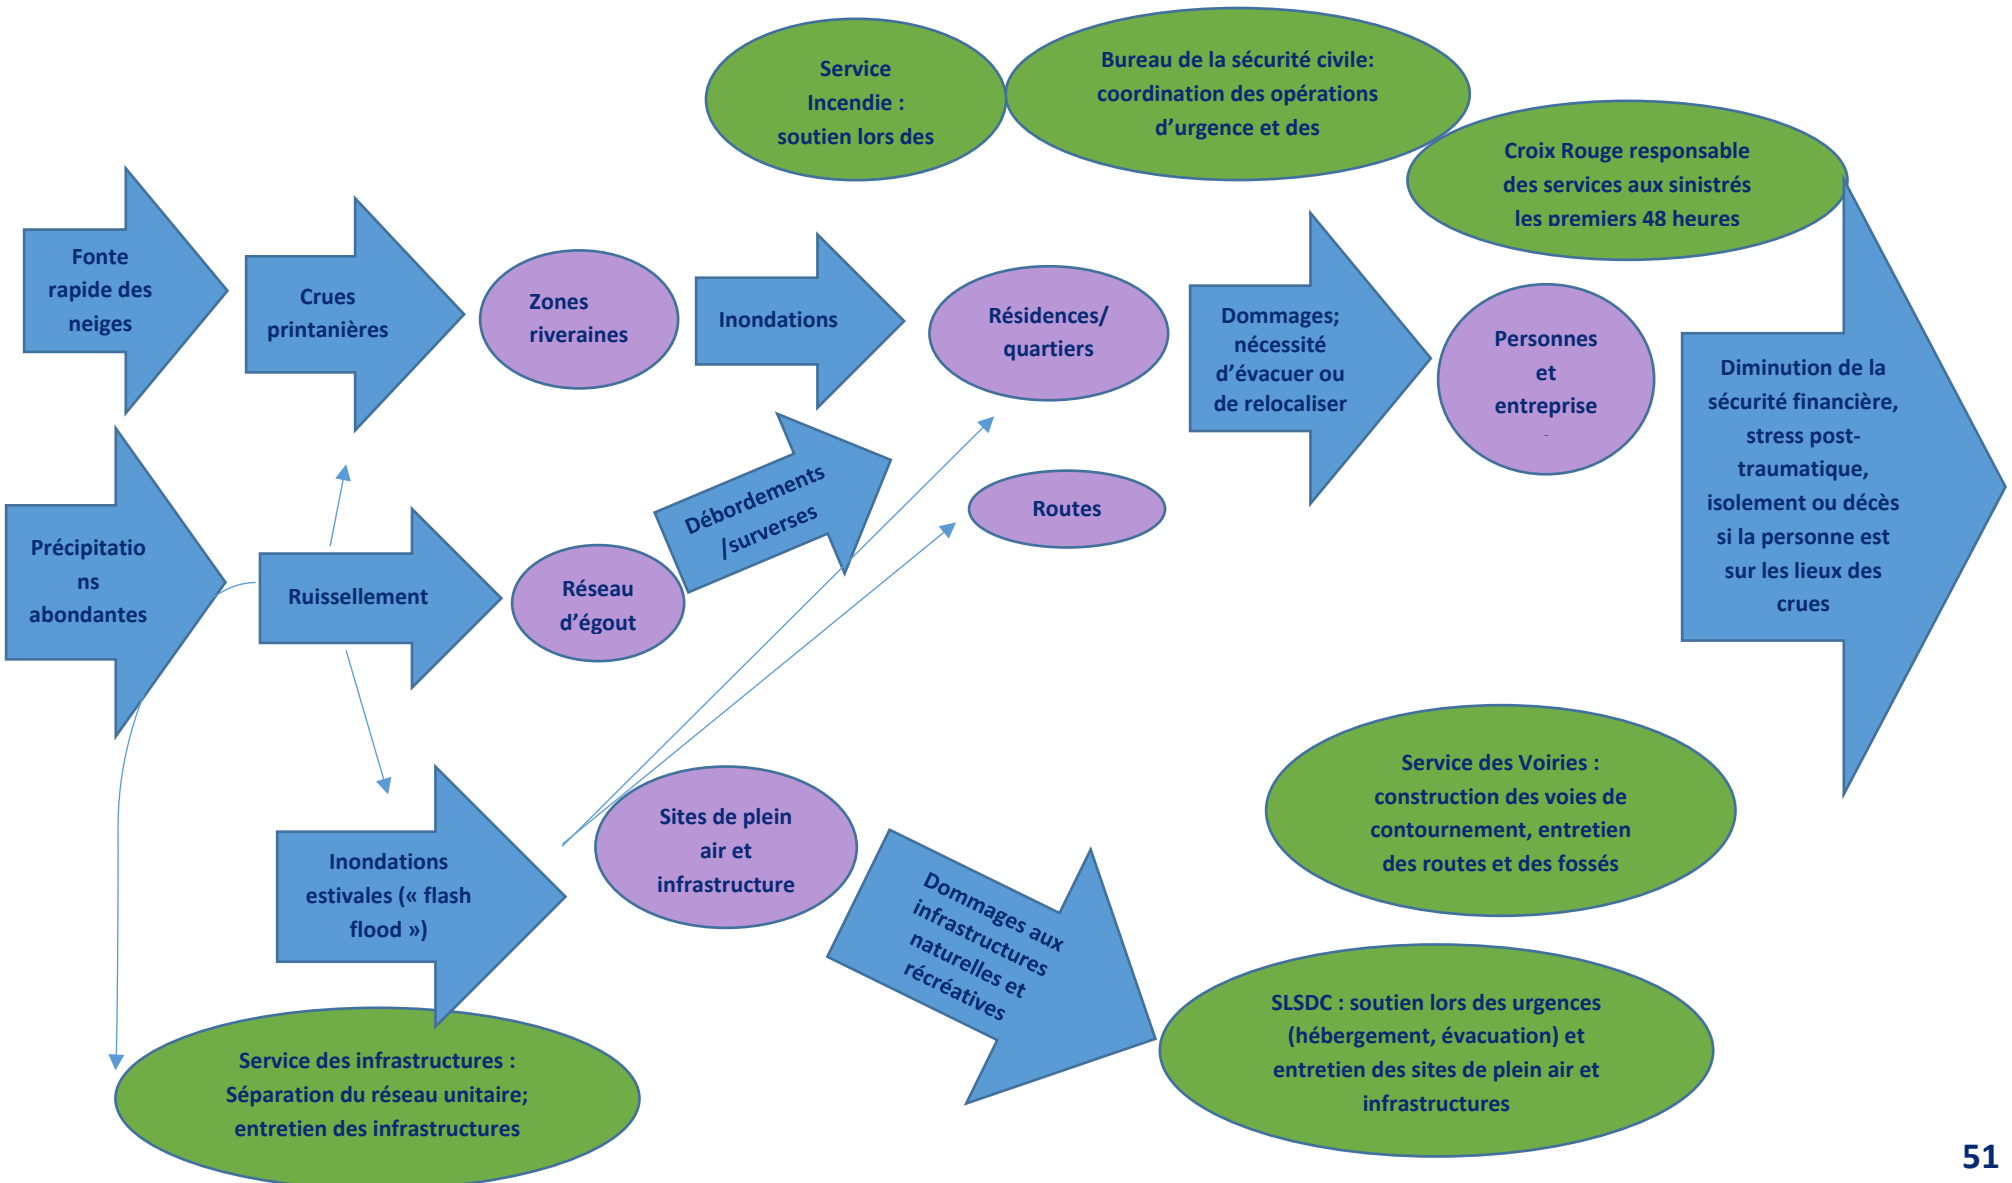 Service
Incendie :
soutien lors des
Bureau de la sécurité civile:
coordination des opérations
d'urgence et des
Croix Rouge responsable
des services aux sinistrés
les premiers 48 heures
Fonte
rapide des
neiges
Crues
printanières
Zones
riveraines
Inondations
Résidences/
quartiers
Dommages;
nécessité
d'évacuer ou
de relocaliser
Personnes
et
entreprise
Diminution de la
sécurité financière,
stress post-
traumatique,
isolement ou décès
si la personne est
sur les lieux des
crues
Précipitatio
ns
abondantes
Ruissellement
Réseau
d'égout
Débordements
/surverses
Routes
Inondations
estivales (« flash
flood »)
Sites de plein
air et
infrastructure
Dommages aux
infrastructures
naturelles et
récréatives
Service des Voiries :
construction des voies de
contournement, entretien
des routes et des fossés
SLSDC : soutien lors des urgences
(hébergement, évacuation) et
entretien des sites de plein air et
infrastructures
Service des infrastructures :
Séparation du réseau unitaire;
entretien des infrastructures
51